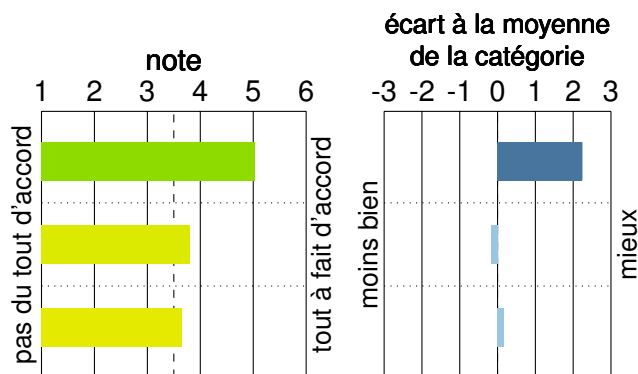 note
1 2 3 4 5 6
pas du tout d'accord
tout à fait d'accord
écart à la moyenne
de la catégorie
-3 -2 -1 0 1 2 3
moins bien
mieux